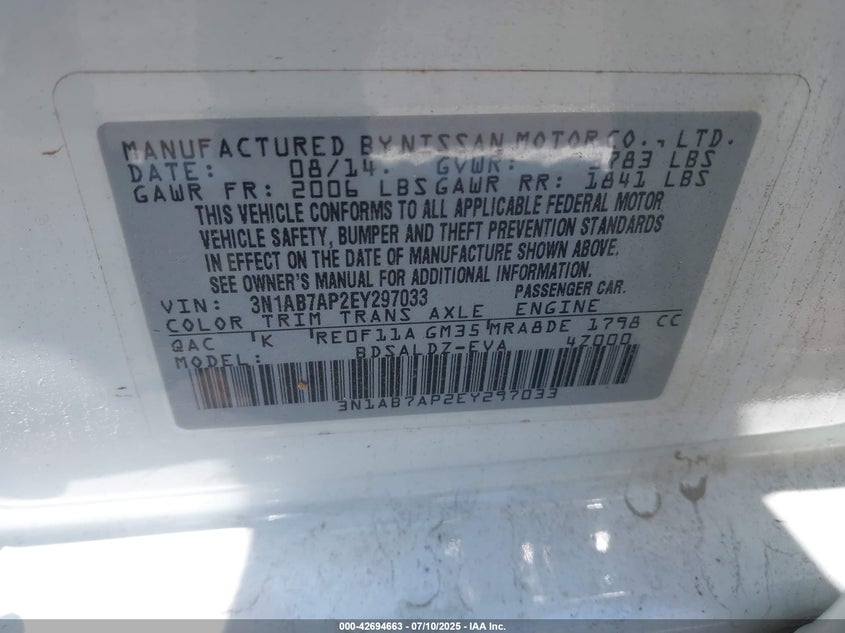 MANUFACTURED BY NISSAN MOTOR CO., LTD.
DATE: 08/14. GVWR: 783 LBS
GAWR FR: 2006 LBS GAWR RR: 1841 LBS
THIS VEHICLE CONFORMS TO ALL APPLICABLE FEDERAL MOTOR
VEHICLE SAFETY, BUMPER AND THEFT PREVENTION STANDARDS
IN EFFECT ON THE DATE OF MANUFACTURE SHOWN ABOVE.
SEE OWNER'S MANUAL FOR ADDITIONAL INFORMATION.
VIN: 3N1AB7AP2EY297033 PASSENGER CAR.
COLOR TRIM TRANS AXLE ENGINE
QAC K RE0F11A GM35 MRA8DE 1798 CC
MODEL: BDSALDZ-EVA 4Z000
3N1AB7AP2EY297033
000-42694663 - 07/10/2025 - IAA Inc.